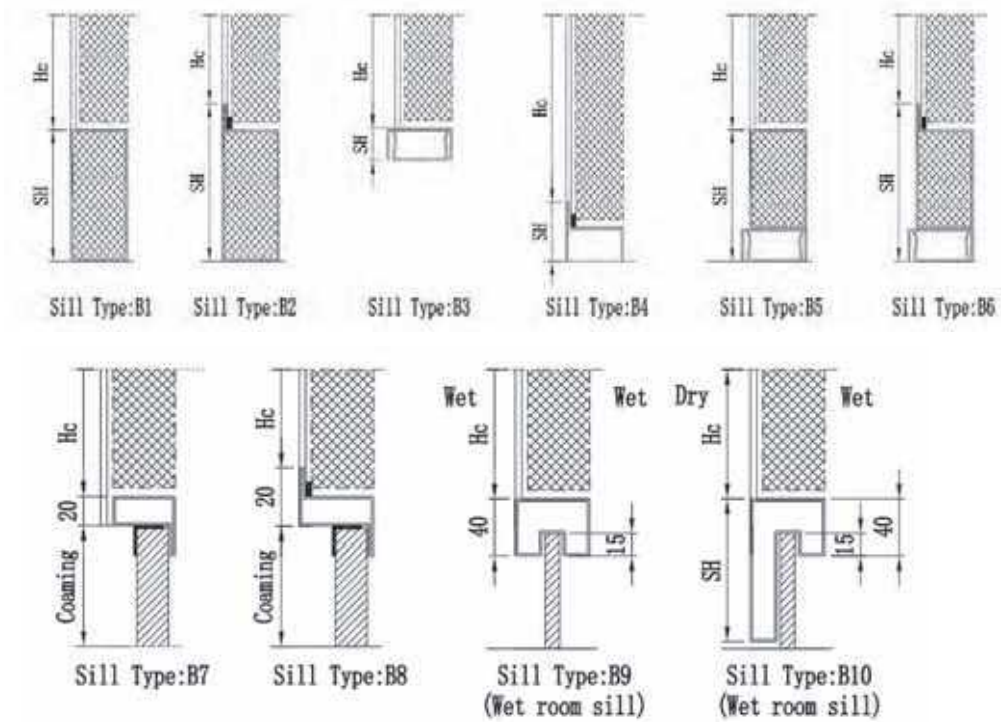 Hc
SH
Sill Type:B1
Hc
SH
Sill Type:B2
Hc
SH
Sill Type:B3
Hc
SH
Sill Type:B4
Hc
SH
Sill Type:B5
Hc
SH
Sill Type:B6
Hc
20
Coaming
Sill Type:B7
Hc
20
Coaming
Sill Type:B8
Wet
Wet
Hc
40
15
Sill Type:B9
(Wet room sill)
Dry
Wet
Hc
SH
15
40
Sill Type:B10
(Wet room sill)